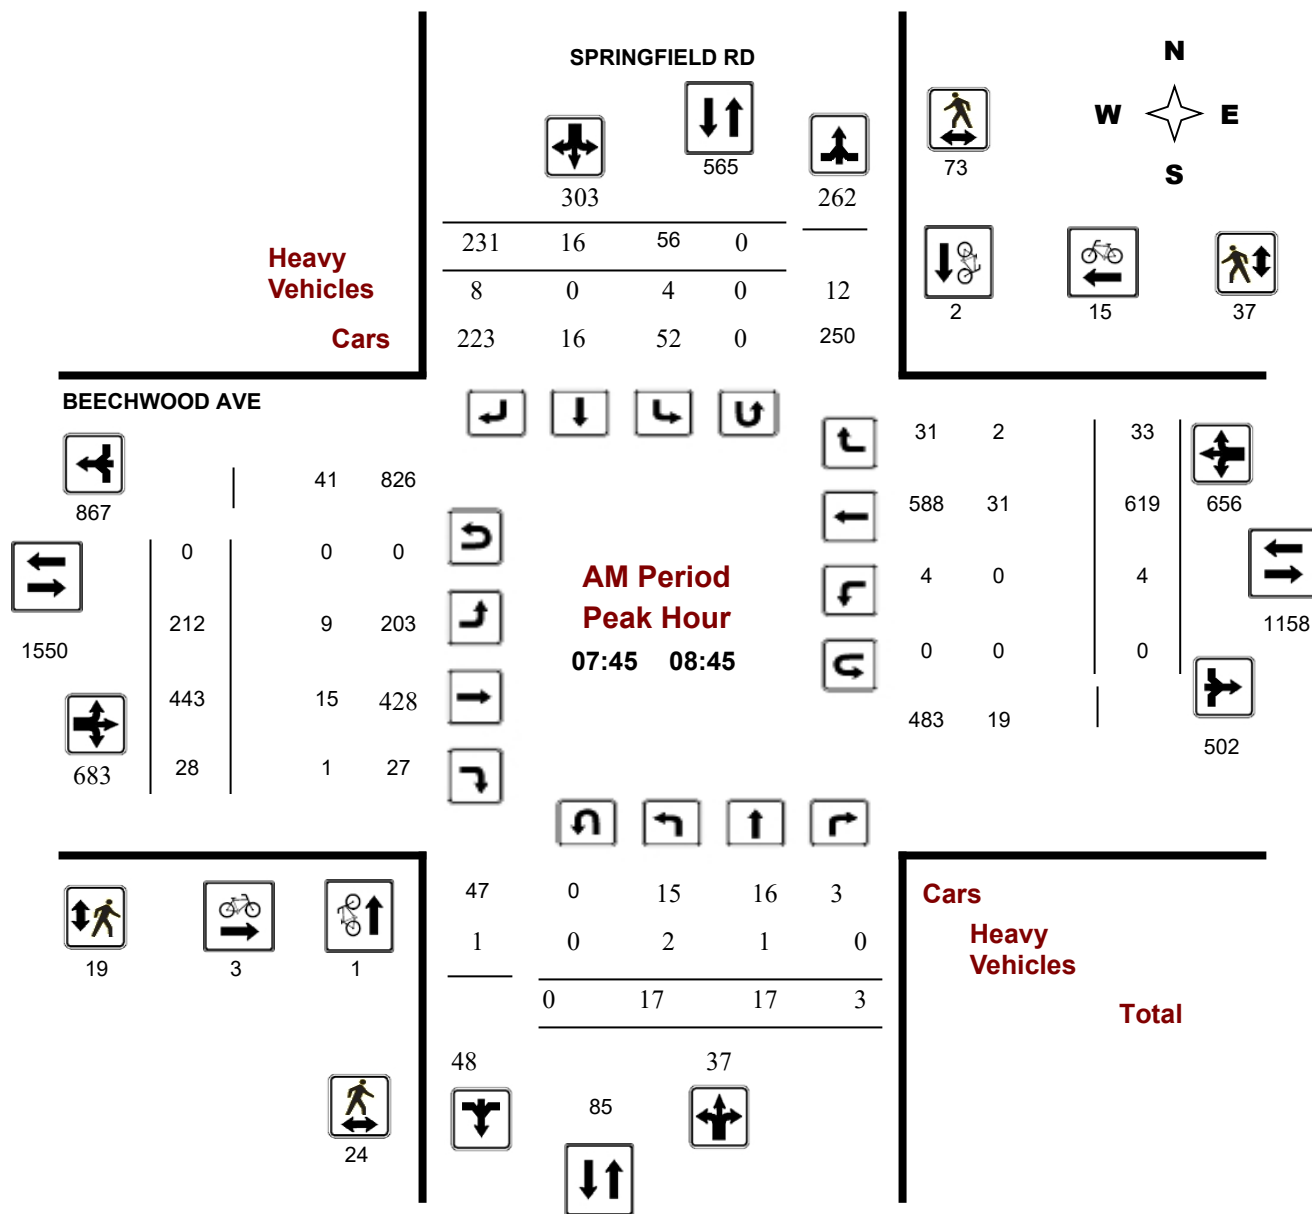 SPRINGFIELD RD
N
W E
S
303
565
262
73
231 16 56 0
Heavy
Vehicles
8 0 4 0 12
Cars
223 16 52 0 250
2 15 37
BEECHWOOD AVE
867
41 826
0 0 0
1550
212 9 203
443 15 428
683
28 1 27
AM Period
Peak Hour
07:45 08:45
31 2 33
588 31 619 656
4 0 4
1158
0 0 0
483 19
502
47 0 15 16 3
Cars
1 0 2 1 0
Heavy
Vehicles
0 17 17 3
Total
19 3 1
48 37
85
24